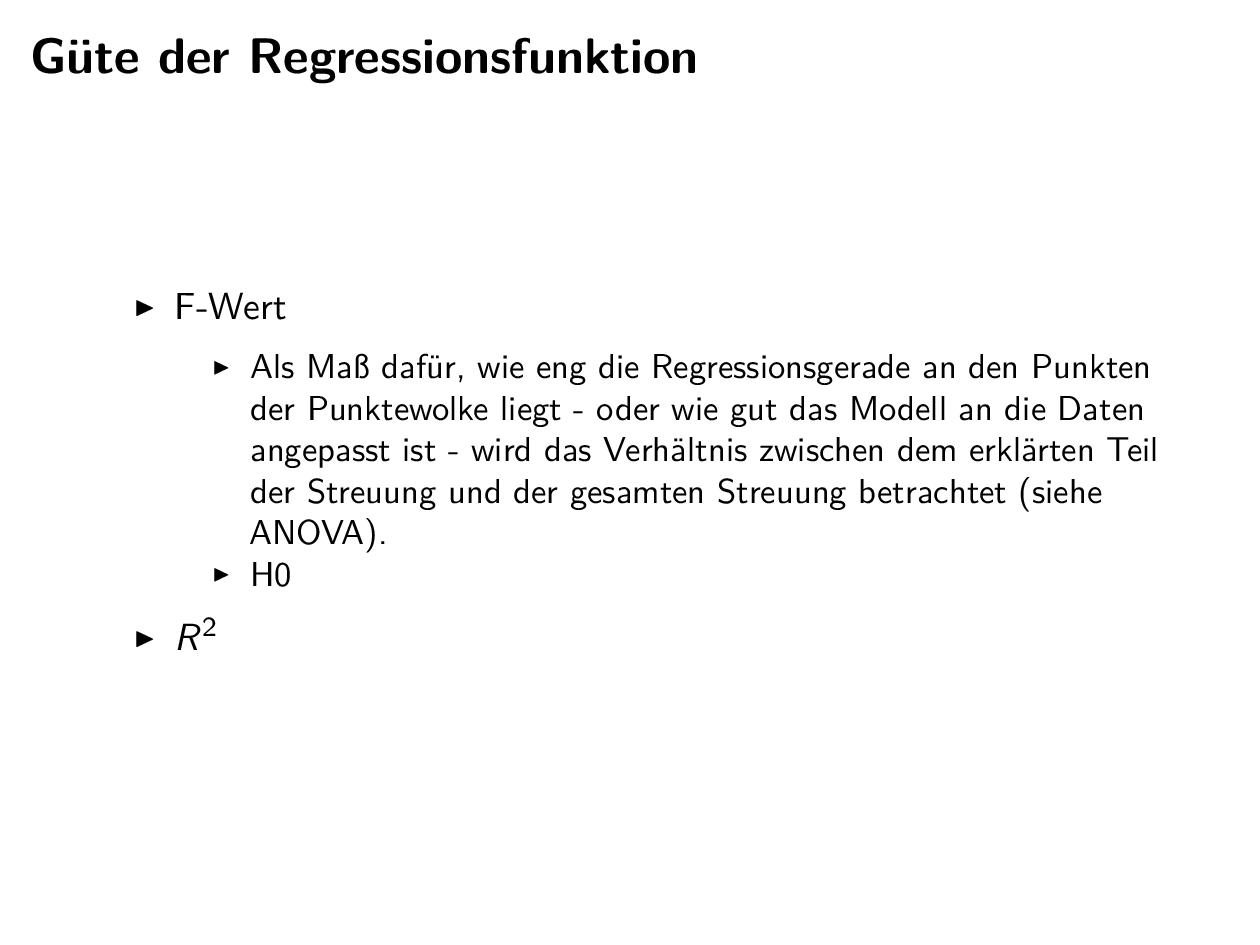 Güte der Regressionsfunktion
▶ F-Wert
▶ Als Maß dafür, wie eng die Regressionsgerade an den Punkten
der Punktewolke liegt - oder wie gut das Modell an die Daten
angepasst ist - wird das Verhältnis zwischen dem erklärten Teil
der Streuung und der gesamten Streuung betrachtet (siehe
ANOVA).
▶ H0
▶ R²